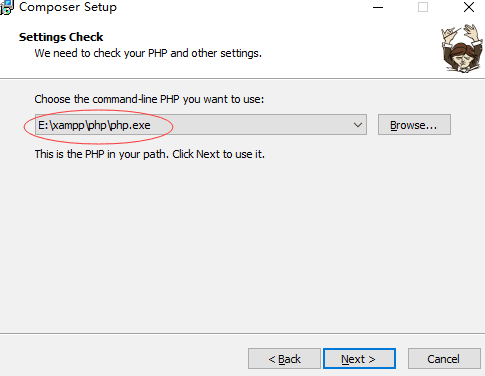 Composer Setup
Settings Check
We need to check your PHP and other settings.
Choose the command-line PHP you want to use:
E:\xampp\php\php.exe
Browse...
This is the PHP in your path. Click Next to use it.
< Back
Next >
Cancel